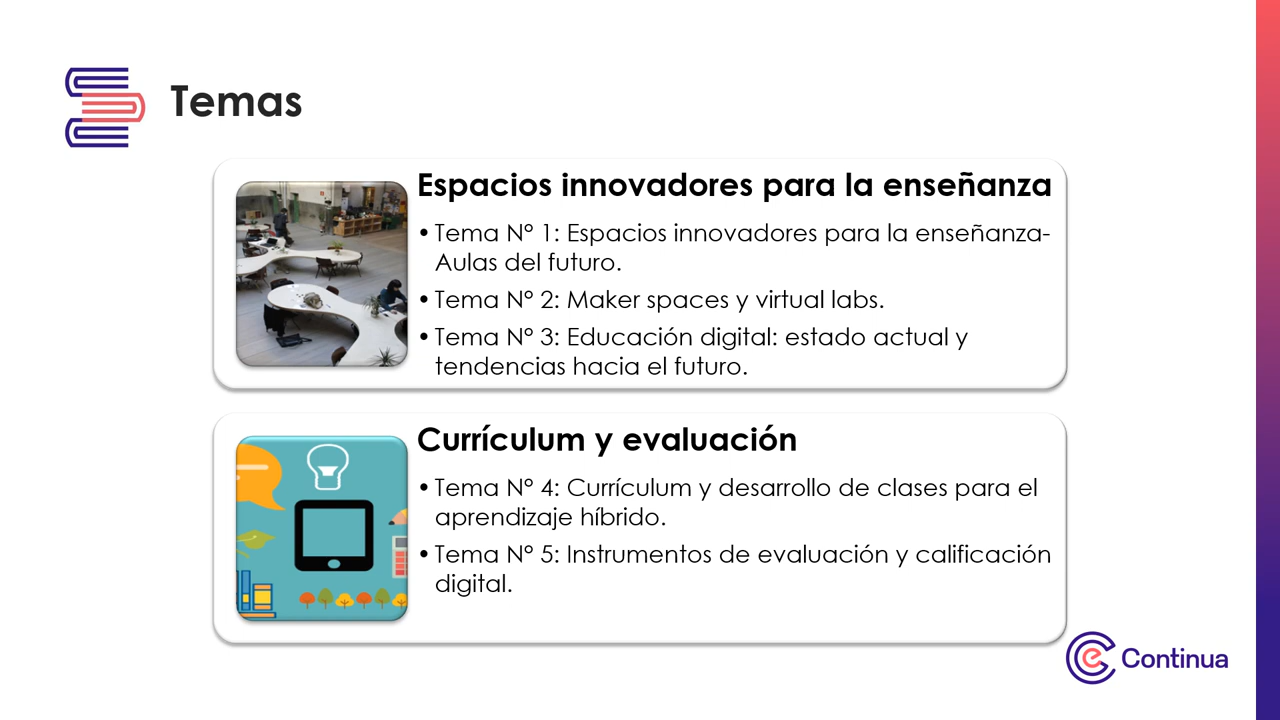 Temas
Espacios innovadores para la enseñanza
• Tema N° 1: Espacios innovadores para la enseñanza-
Aulas del futuro.
• Tema N° 2: Maker spaces y virtual labs.
• Tema N° 3: Educación digital: estado actual y
tendencias hacia el futuro.
Currículum y evaluación
• Tema N° 4: Currículum y desarrollo de clases para el
aprendizaje híbrido.
• Tema N° 5: Instrumentos de evaluación y calificación
digital.
Continua